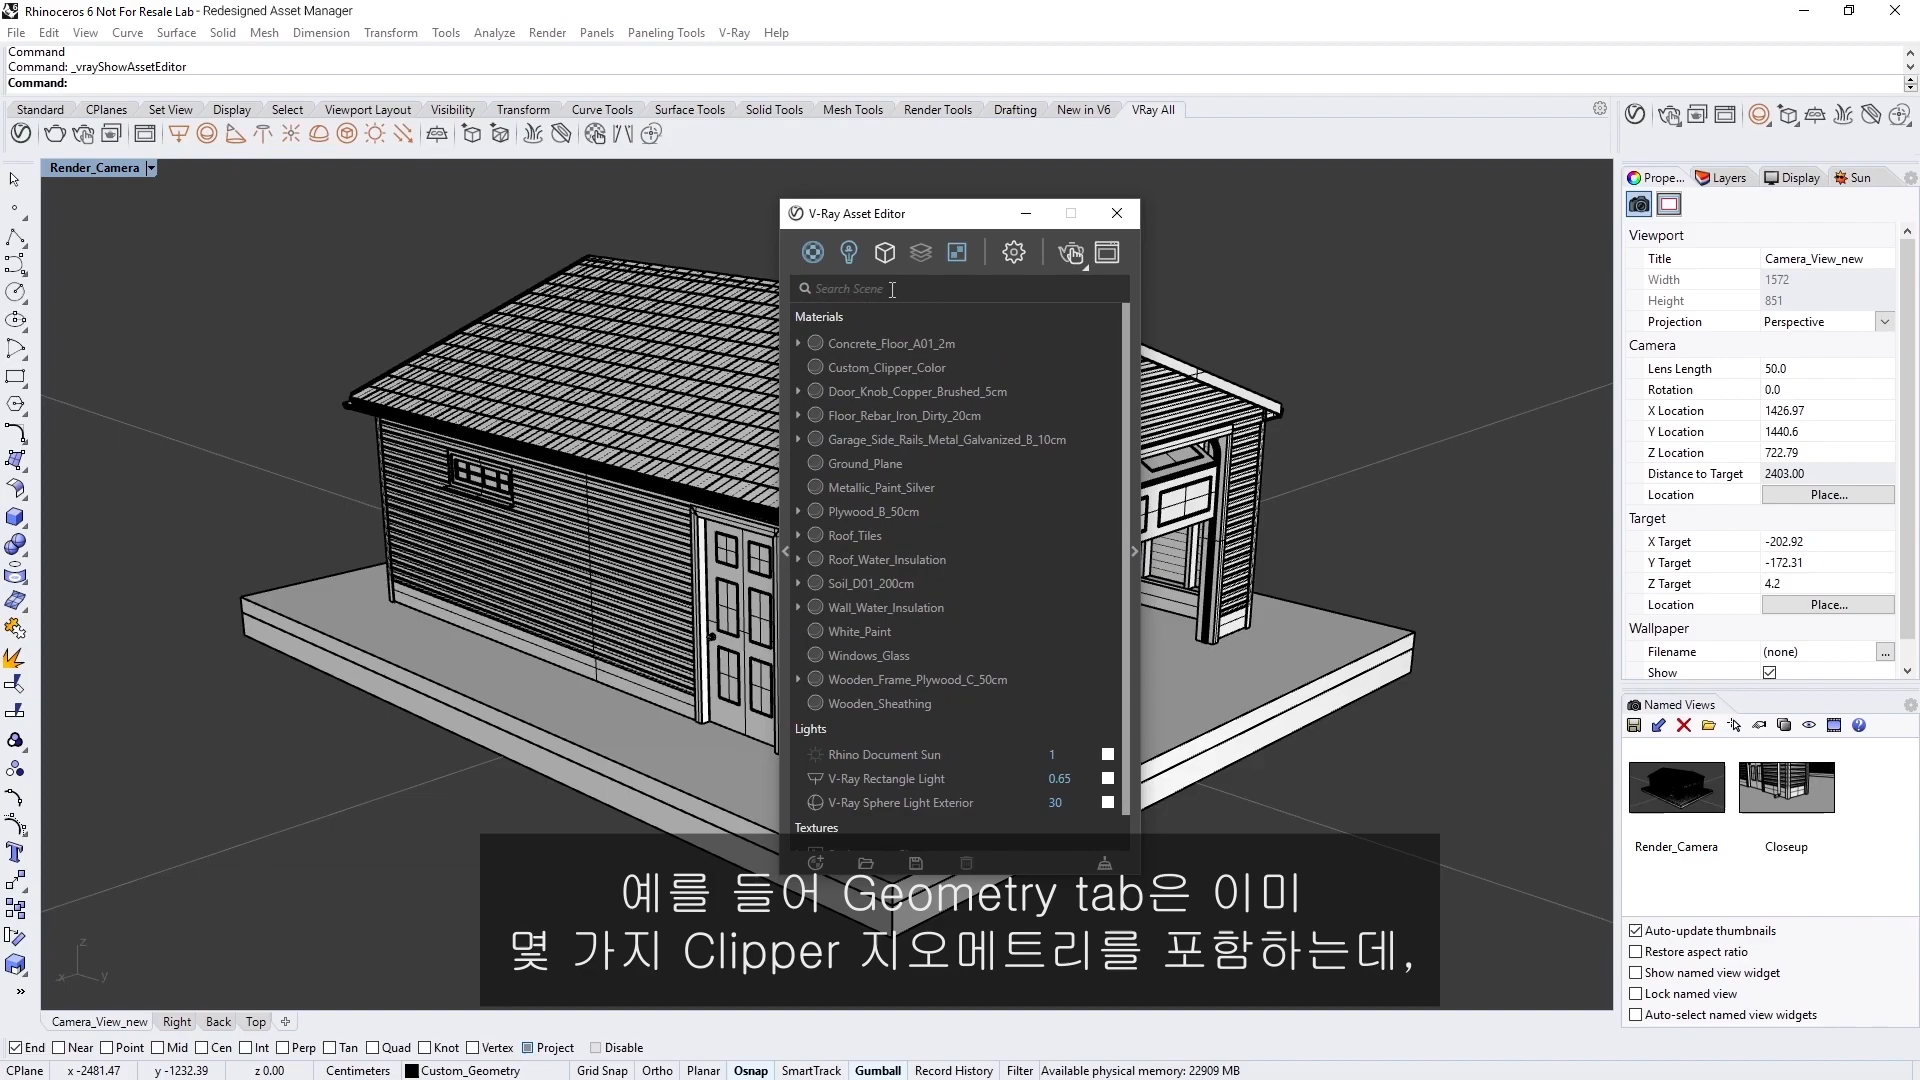 Rhinoceros 6 Not For Resale Lab - Redesigned Asset Manager
File Edit View Curve Surface Solid Mesh Dimension Transform Tools Analyze Render Panels Paneling Tools V-Ray Help
Command
Command: _vrayShowAssetEditor
Command:
Standard CPlanes Set View Display Select Viewport Layout Visibility Transform Curve Tools Surface Tools Solid Tools Mesh Tools Render Tools Drafting New in V6 VRay All
Render_Camera
V-Ray Asset Editor
Search Scene
Materials
Concrete_Floor_A01_2m
Custom_Clipper_Color
Door_Knob_Copper_Brushed_5cm
Floor_Rebar_Iron_Dirty_20cm
Garage_Side_Rails_Metal_Galvanized_B_10cm
Ground_Plane
Metallic_Paint_Silver
Plywood_B_50cm
Roof_Tiles
Roof_Water_Insulation
Soil_D01_200cm
Wall_Water_Insulation
White_Paint
Windows_Glass
Wooden_Frame_Plywood_C_50cm
Wooden_Sheathing
Lights
Rhino Document Sun 1
V-Ray Rectangle Light 0.65
V-Ray Sphere Light Exterior 30
Textures
예를 들어 Geometry tab은 이미
몇 가지 Clipper 지오메트리를 포함하는데,
Prope... Layers Display Sun
Viewport
Title Camera_View_new
Width 1572
Height 851
Projection Perspective
Camera
Lens Length 50.0
Rotation 0.0
X Location 1426.97
Y Location 1440.6
Z Location 722.79
Distance to Target 2403.00
Location Place...
Target
X Target -202.92
Y Target -172.31
Z Target 4.2
Location Place...
Wallpaper
Filename (none) ...
Show
Named Views
Render_Camera Closeup
Auto-update thumbnails
Restore aspect ratio
Show named view widget
Lock named view
Auto-select named view widgets
z
x y
Camera_View_new Right Back Top
End Near Point Mid Cen Int Perp Tan Quad Knot Vertex Project Disable
CPlane x -2481.47 y -1232.39 z 0.00 Centimeters Custom_Geometry Grid Snap Ortho Planar Osnap SmartTrack Gumball Record History Filter Available physical memory: 22909 MB